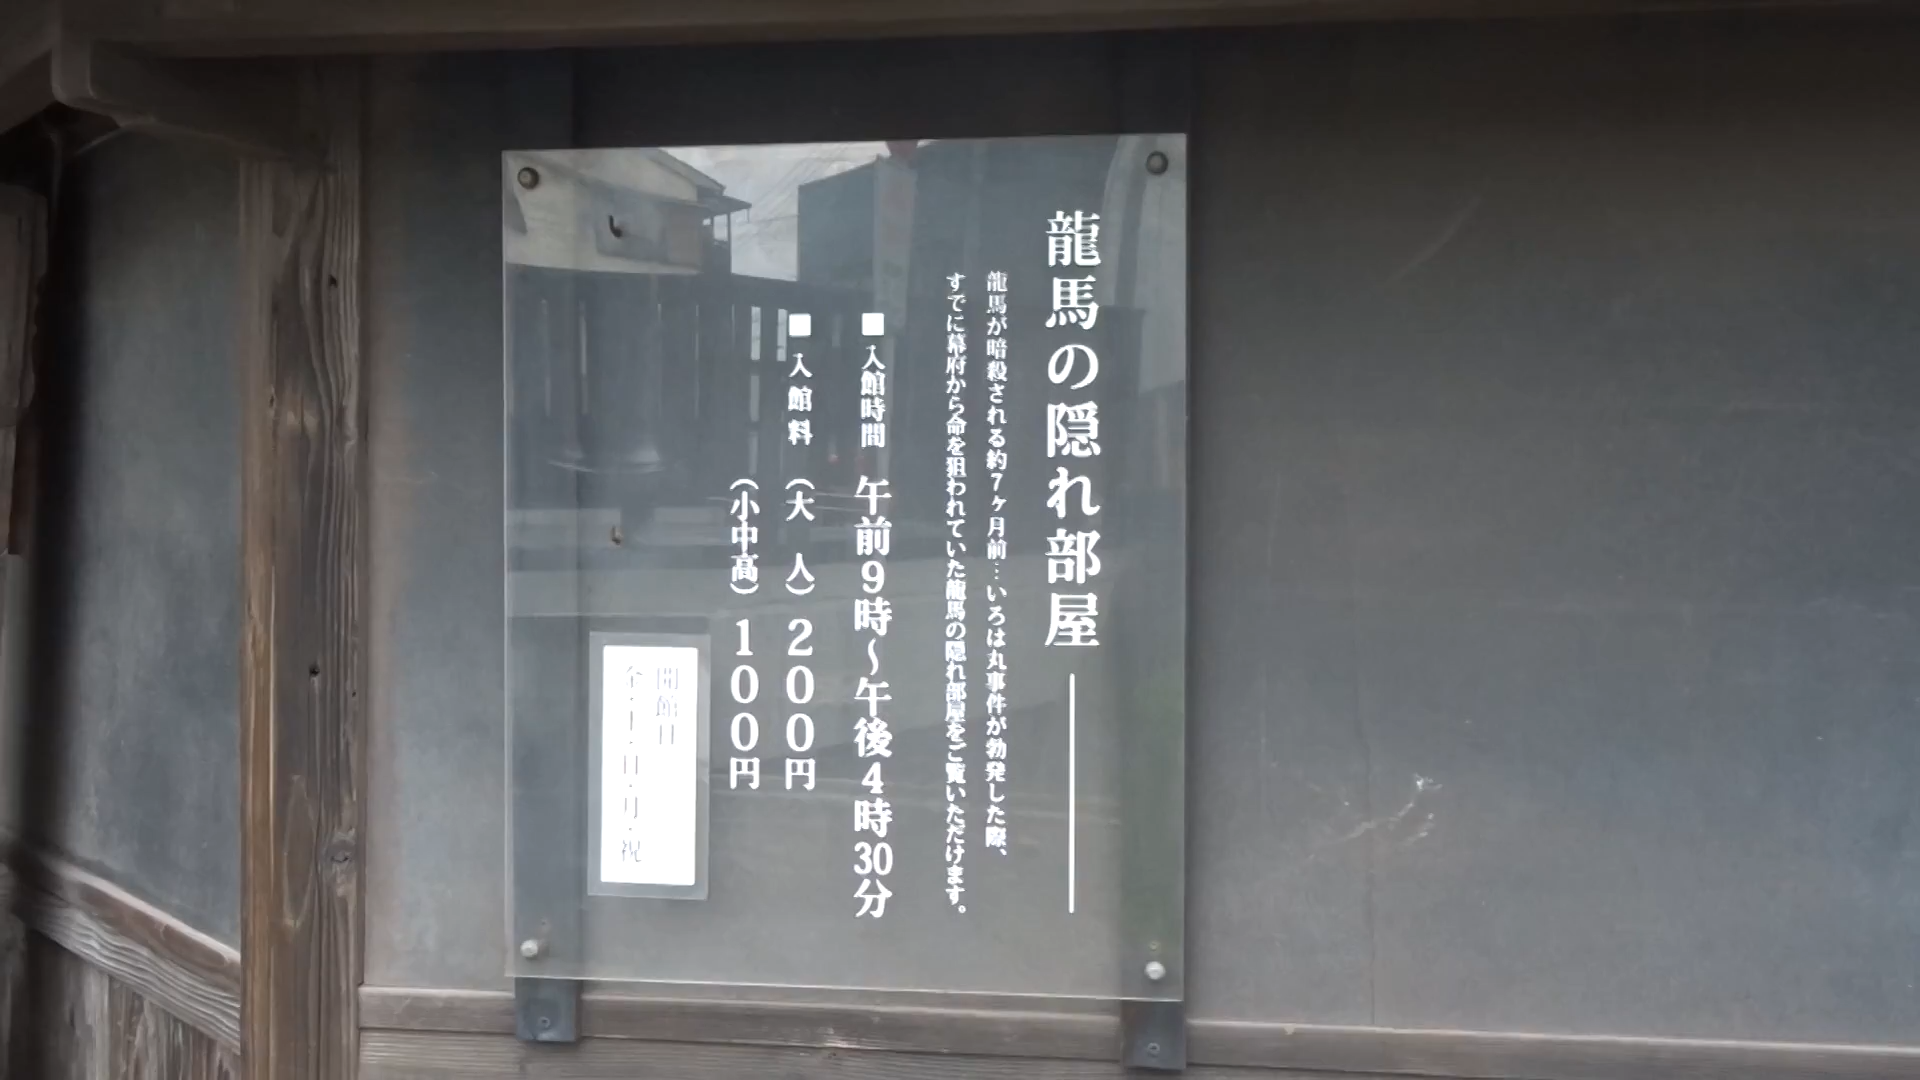 龍馬の隠れ部屋
龍馬が暗殺される約7ヶ月前…いろは丸事件が勃発した際、
すでに幕府から命を狙われていた龍馬の隠れ部屋をご覧いただけます。
■入館時間 午前9時〜午後4時30分
■入館料 (大人)200円
(小中高)100円
開館日
金・土・日・月・祝